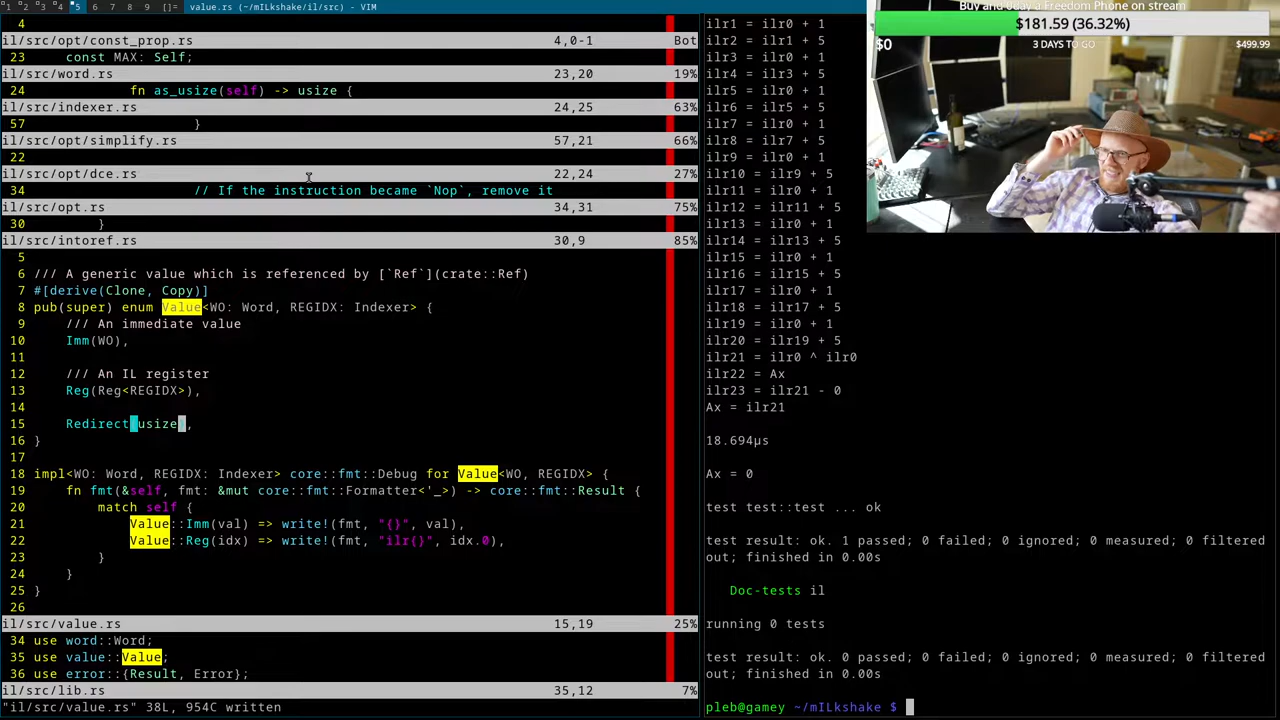 1 2 3 4 5 6 7 8 9 []= value.rs (~/mILkshake/il/src) - VIM
4
il/src/opt/const_prop.rs 4,0-1 Bot
23 const MAX: Self;
il/src/word.rs 23,20 19%
24 fn as_usize(self) -> usize {
il/src/indexer.rs 24,25 63%
57 }
il/src/opt/simplify.rs 57,21 66%
22
il/src/opt/dce.rs 22,24 27%
34 // If the instruction became `Nop`, remove it
il/src/opt.rs 34,31 75%
30 }
il/src/intoref.rs 30,9 85%
5
6 /// A generic value which is referenced by [`Ref`](crate::Ref)
7 #[derive(Clone, Copy)]
8 pub(super) enum Value<WO: Word, REGIDX: Indexer> {
9 /// An immediate value
10 Imm(WO),
11
12 /// An IL register
13 Reg(Reg<REGIDX>),
14
15 Redirect(usize),
16 }
17
18 impl<WO: Word, REGIDX: Indexer> core::fmt::Debug for Value<WO, REGIDX> {
19 fn fmt(&self, fmt: &mut core::fmt::Formatter<'_>) -> core::fmt::Result {
20 match self {
21 Value::Imm(val) => write!(fmt, "{}", val),
22 Value::Reg(idx) => write!(fmt, "ilr{}", idx.0),
23 }
24 }
25 }
26
il/src/value.rs 15,19 25%
34 use word::Word;
35 use value::Value;
36 use error::{Result, Error};
il/src/lib.rs 35,12 7%
"il/src/value.rs" 38L, 954C written
ilr1 = ilr0 + 1
ilr2 = ilr1 + 5
ilr3 = ilr0 + 1
ilr4 = ilr3 + 5
ilr5 = ilr0 + 1
ilr6 = ilr5 + 5
ilr7 = ilr0 + 1
ilr8 = ilr7 + 5
ilr9 = ilr0 + 1
ilr10 = ilr9 + 5
ilr11 = ilr0 + 1
ilr12 = ilr11 + 5
ilr13 = ilr0 + 1
ilr14 = ilr13 + 5
ilr15 = ilr0 + 1
ilr16 = ilr15 + 5
ilr17 = ilr0 + 1
ilr18 = ilr17 + 5
ilr19 = ilr0 + 1
ilr20 = ilr19 + 5
ilr21 = ilr0 ^ ilr0
ilr22 = Ax
ilr23 = ilr21 - 0
Ax = ilr21
18.694µs
Ax = 0
test test::test ... ok
test result: ok. 1 passed; 0 failed; 0 ignored; 0 measured; 0 filtered
out; finished in 0.00s
Doc-tests il
running 0 tests
test result: ok. 0 passed; 0 failed; 0 ignored; 0 measured; 0 filtered
out; finished in 0.00s
pleb@gamey ~/mILkshake $
Buy and 0day a Freedom Phone on stream
$181.59 (36.32%)
$0 3 DAYS TO GO $499.99